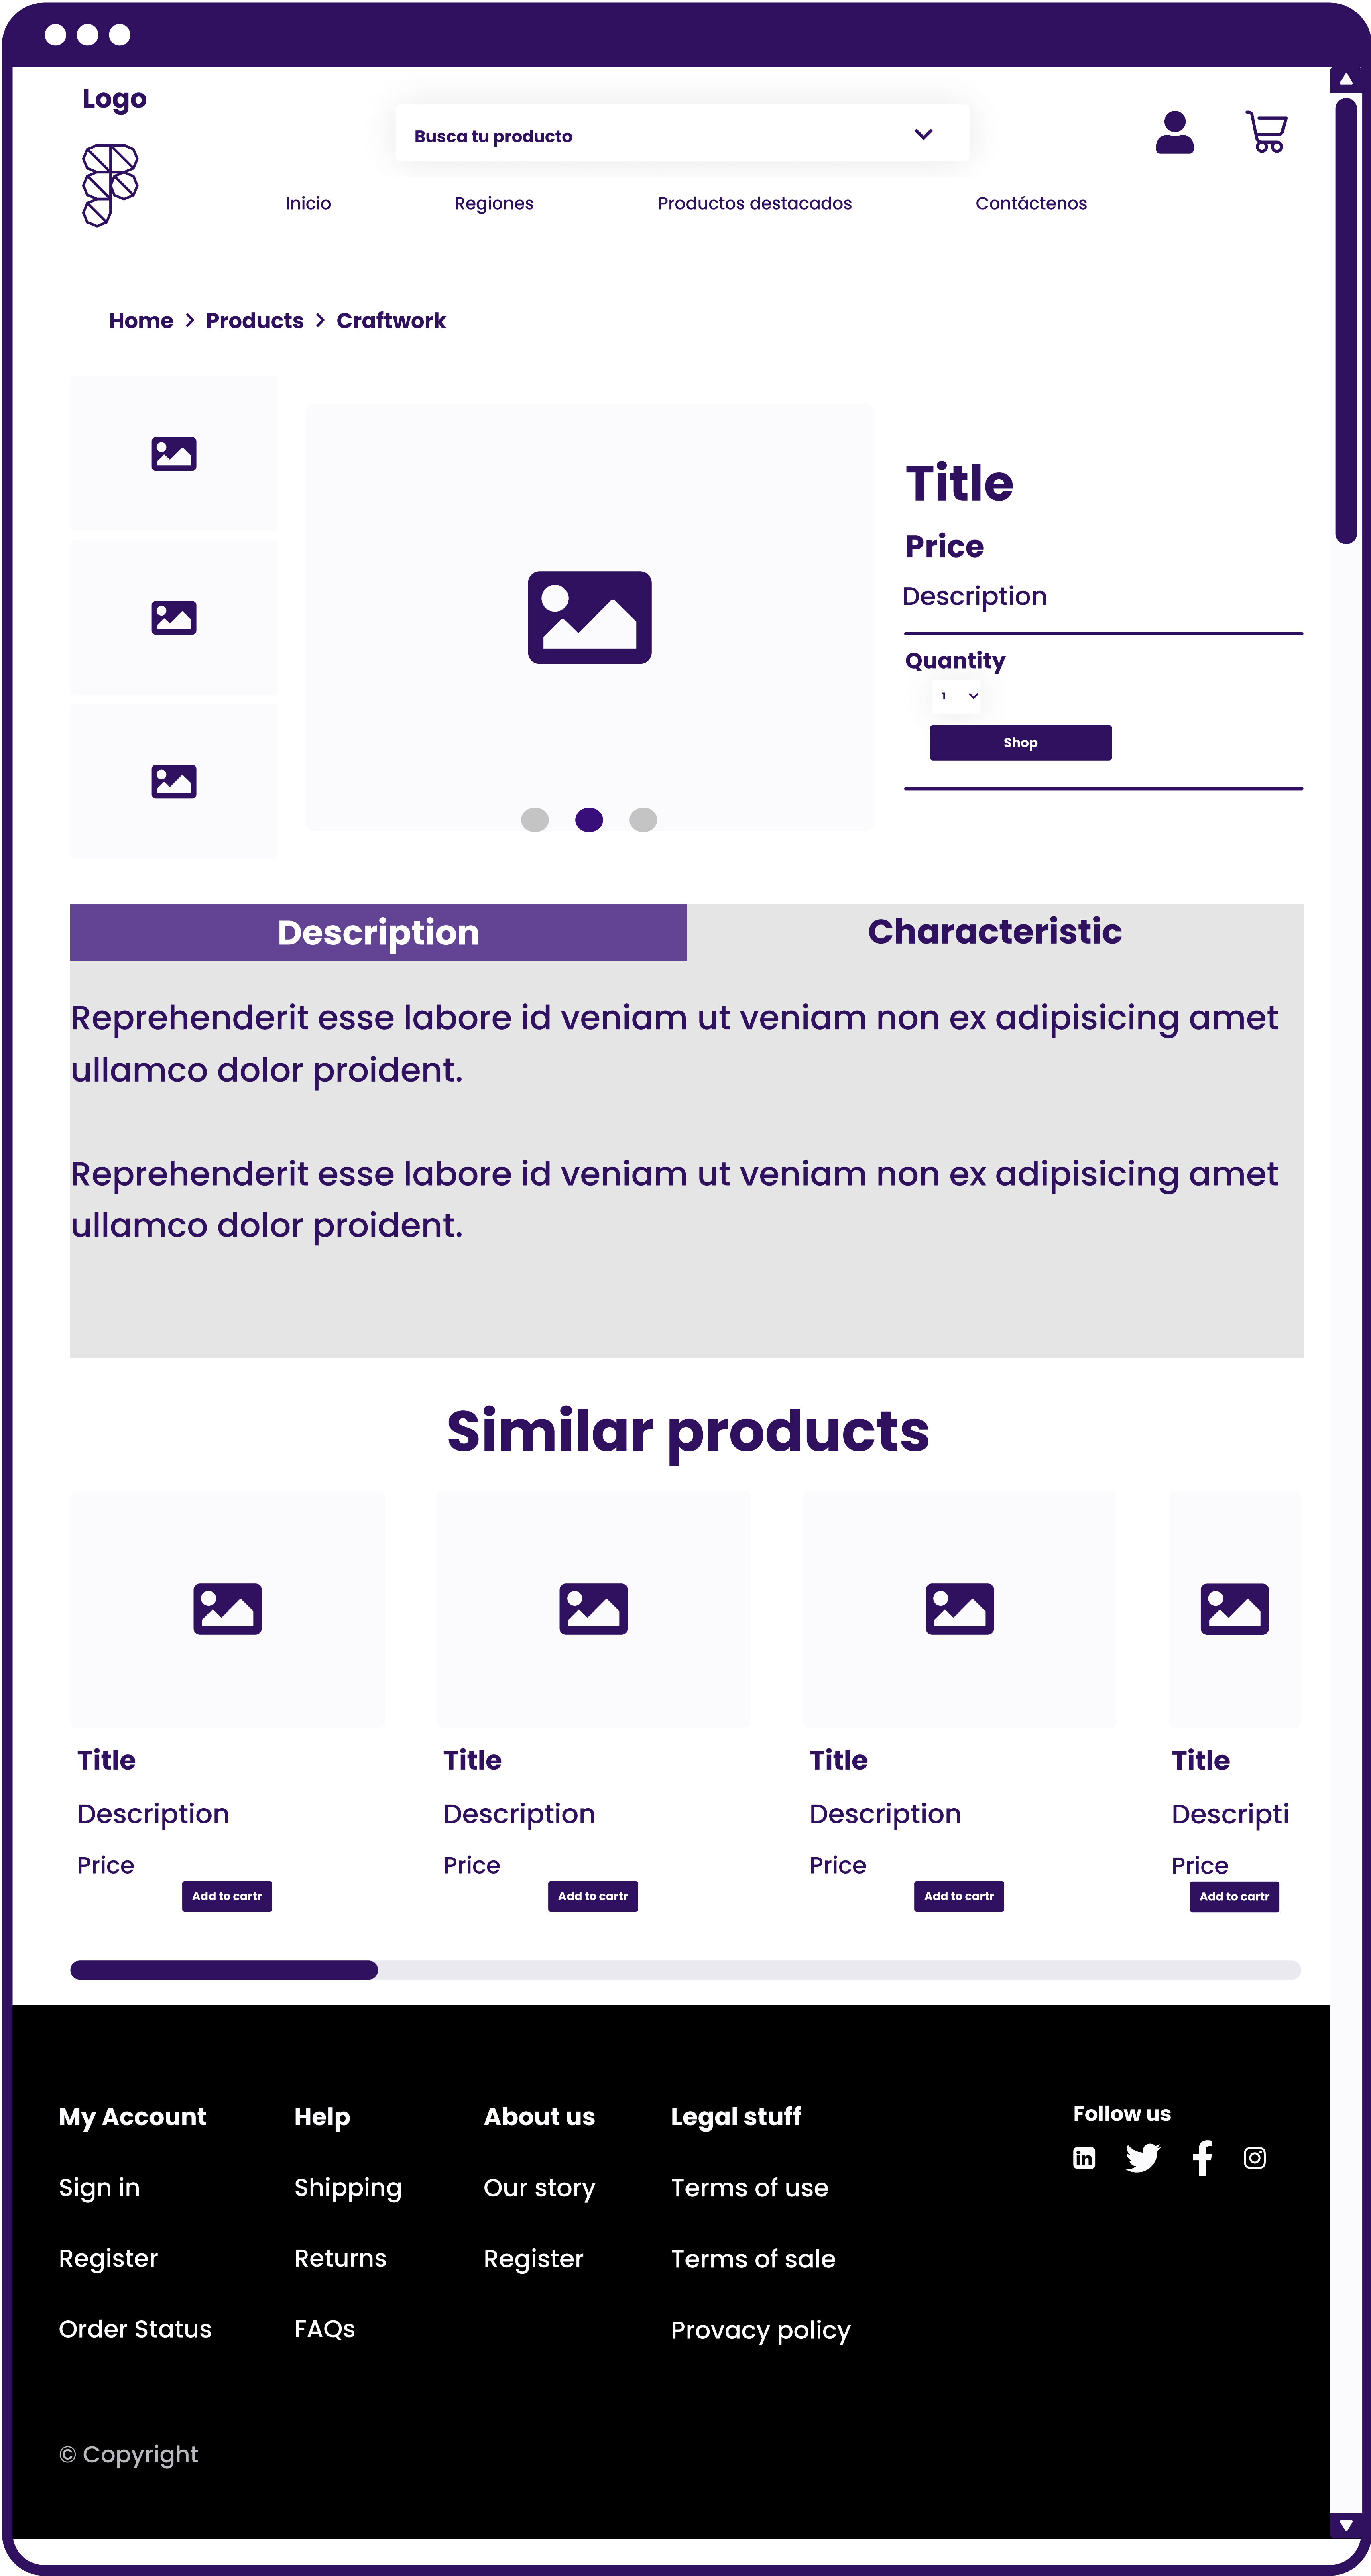 Logo
Busca tu producto
Inicio Regiones Productos destacados Contáctenos
Home > Products > Craftwork
Title
Price
Description
Quantity
1
Shop
Description Characteristic
Reprehenderit esse labore id veniam ut veniam non ex adipisicing amet
ullamco dolor proident.
Reprehenderit esse labore id veniam ut veniam non ex adipisicing amet
ullamco dolor proident.
Similar products
Title Title Title Title
Description Description Description Descripti
Price Price Price Price
Add to cartr Add to cartr Add to cartr Add to cartr
My Account Help About us Legal stuff Follow us
Sign in Shipping Our story Terms of use
Register Returns Register Terms of sale
Order Status FAQs Provacy policy
© Copyright